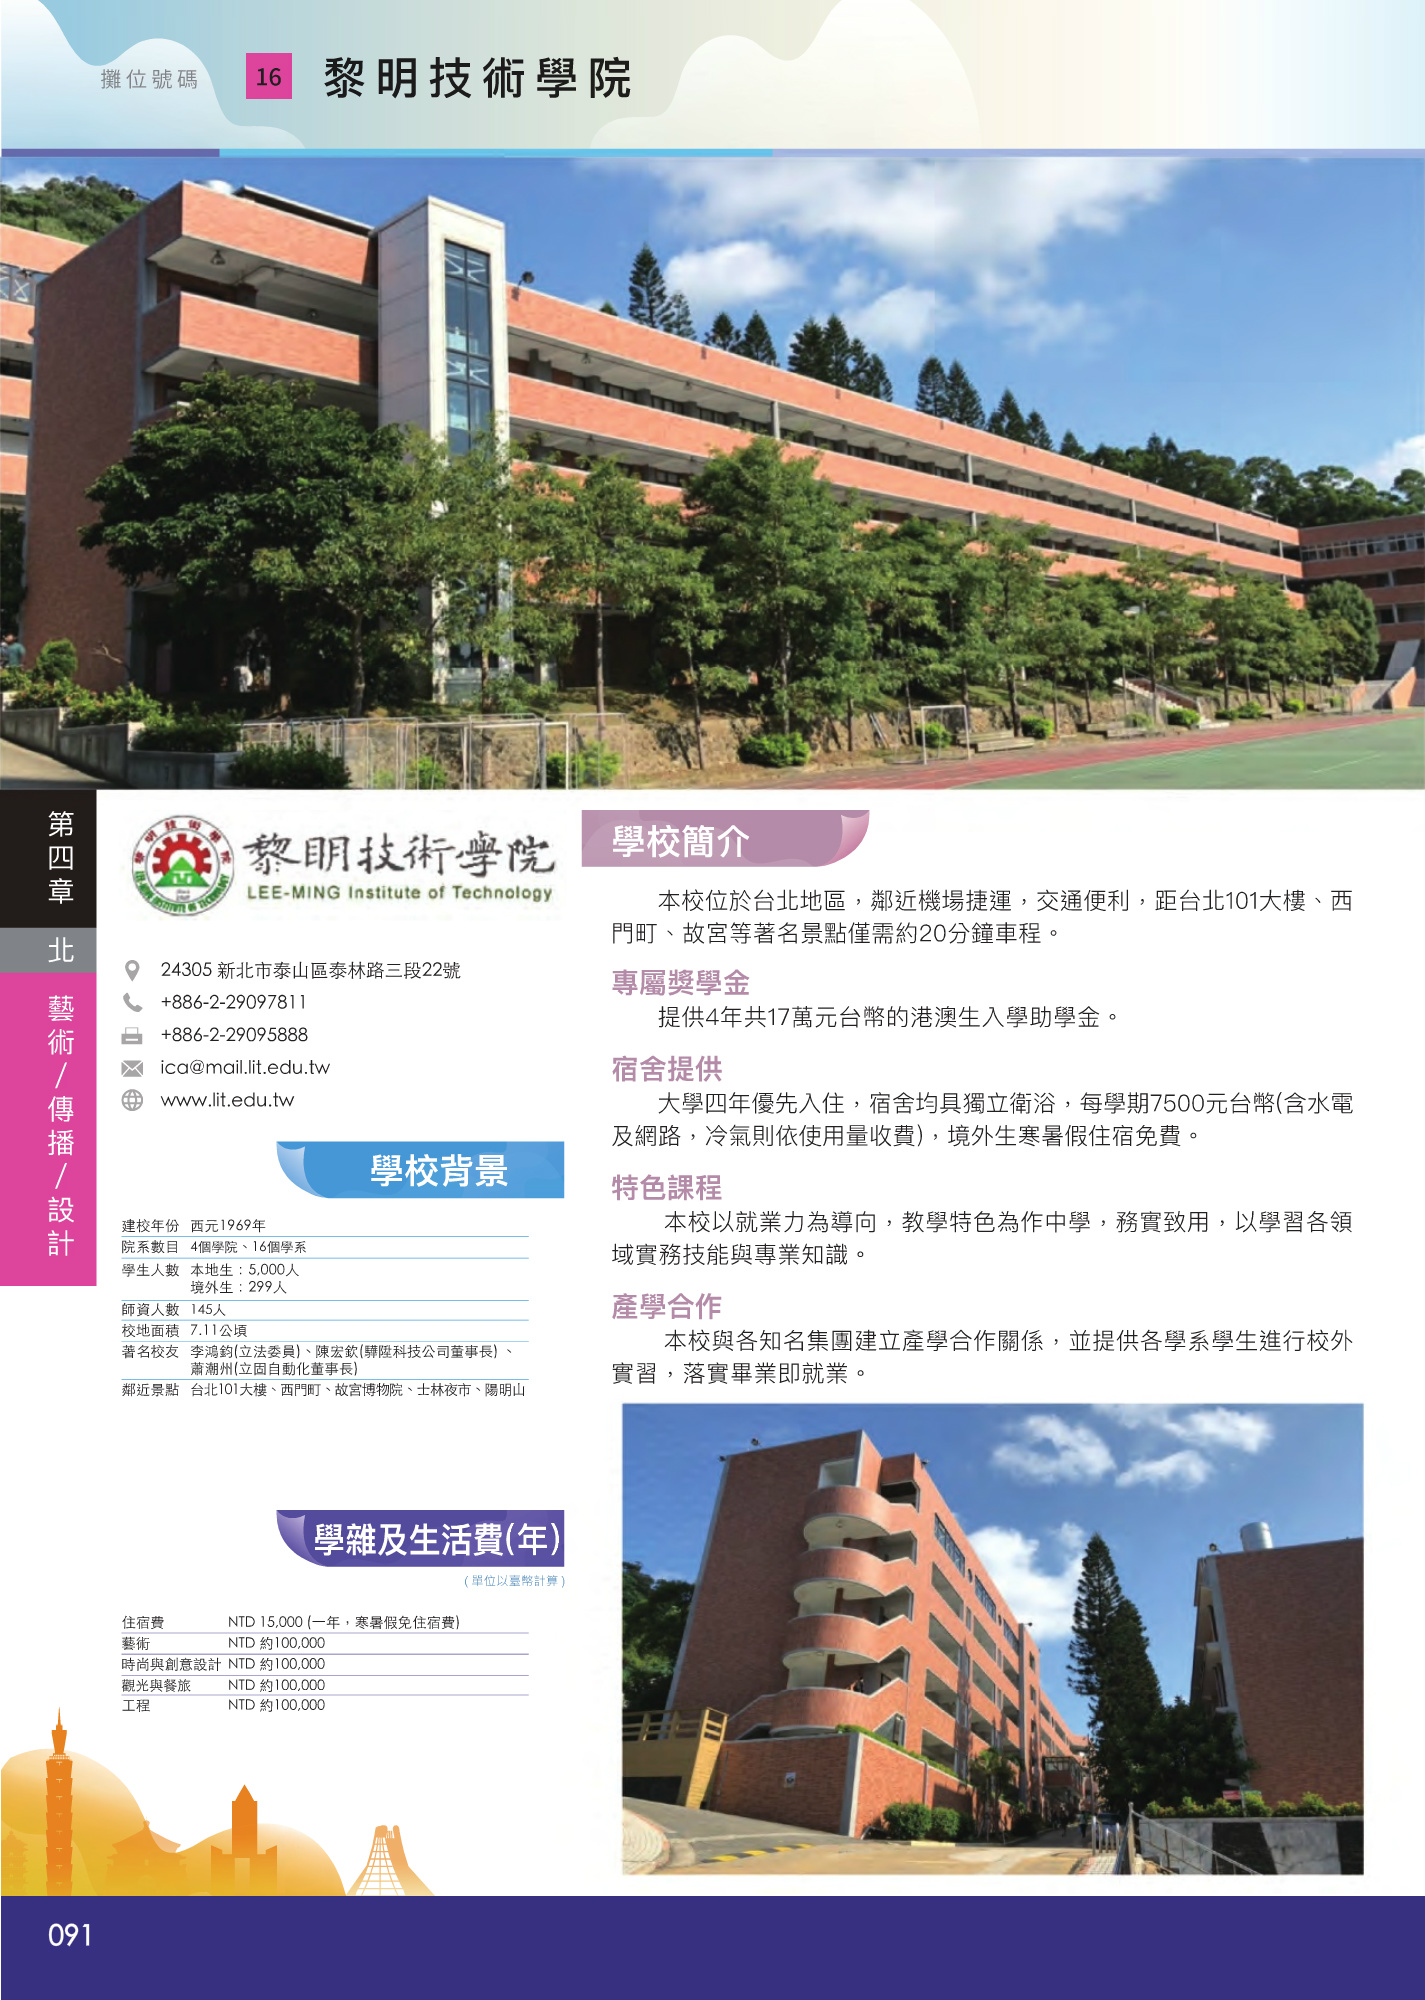 攤位號碼 16 黎明技術學院
第四章
北
藝術/傳播/設計
黎明技術學院
LEE-MING Institute of Technology
24305 新北市泰山區泰林路三段22號
+886-2-29097811
+886-2-29095888
ica@mail.lit.edu.tw
www.lit.edu.tw
學校背景
建校年份 西元1969年
院系數目 4個學院、16個學系
學生人數 本地生：5,000人
境外生：299人
師資人數 145人
校地面積 7.11公頃
著名校友 李鴻鈞(立法委員)、陳宏欽(驊陞科技公司董事長)、
蕭潮州(立固自動化董事長)
鄰近景點 台北101大樓、西門町、故宮博物院、士林夜市、陽明山
學雜及生活費(年)
(單位以臺幣計算)
住宿費 NTD 15,000 (一年，寒暑假免住宿費)
藝術 NTD 約100,000
時尚與創意設計 NTD 約100,000
觀光與餐旅 NTD 約100,000
工程 NTD 約100,000
學校簡介
本校位於台北地區，鄰近機場捷運，交通便利，距台北101大樓、西
門町、故宮等著名景點僅需約20分鐘車程。
專屬獎學金
提供4年共17萬元台幣的港澳生入學助學金。
宿舍提供
大學四年優先入住，宿舍均具獨立衛浴，每學期7500元台幣(含水電
及網路，冷氣則依使用量收費)，境外生寒暑假住宿免費。
特色課程
本校以就業力為導向，教學特色為作中學，務實致用，以學習各領
域實務技能與專業知識。
產學合作
本校與各知名集團建立產學合作關係，並提供各學系學生進行校外
實習，落實畢業即就業。
091